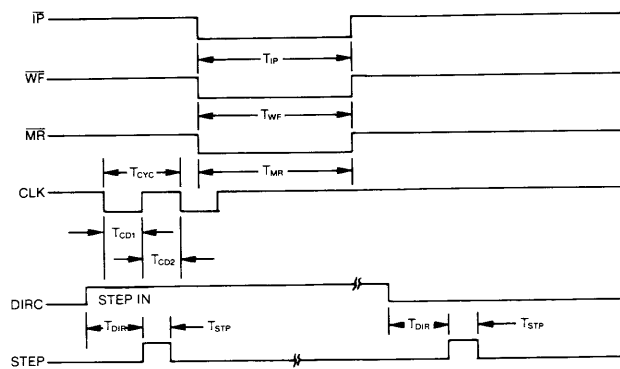 IP
T_IP
WF
T_WF
MR
T_CYC
T_MR
CLK
T_CD1
T_CD2
DIRC
STEP IN
T_DIR
T_STP
T_DIR
T_STP
STEP